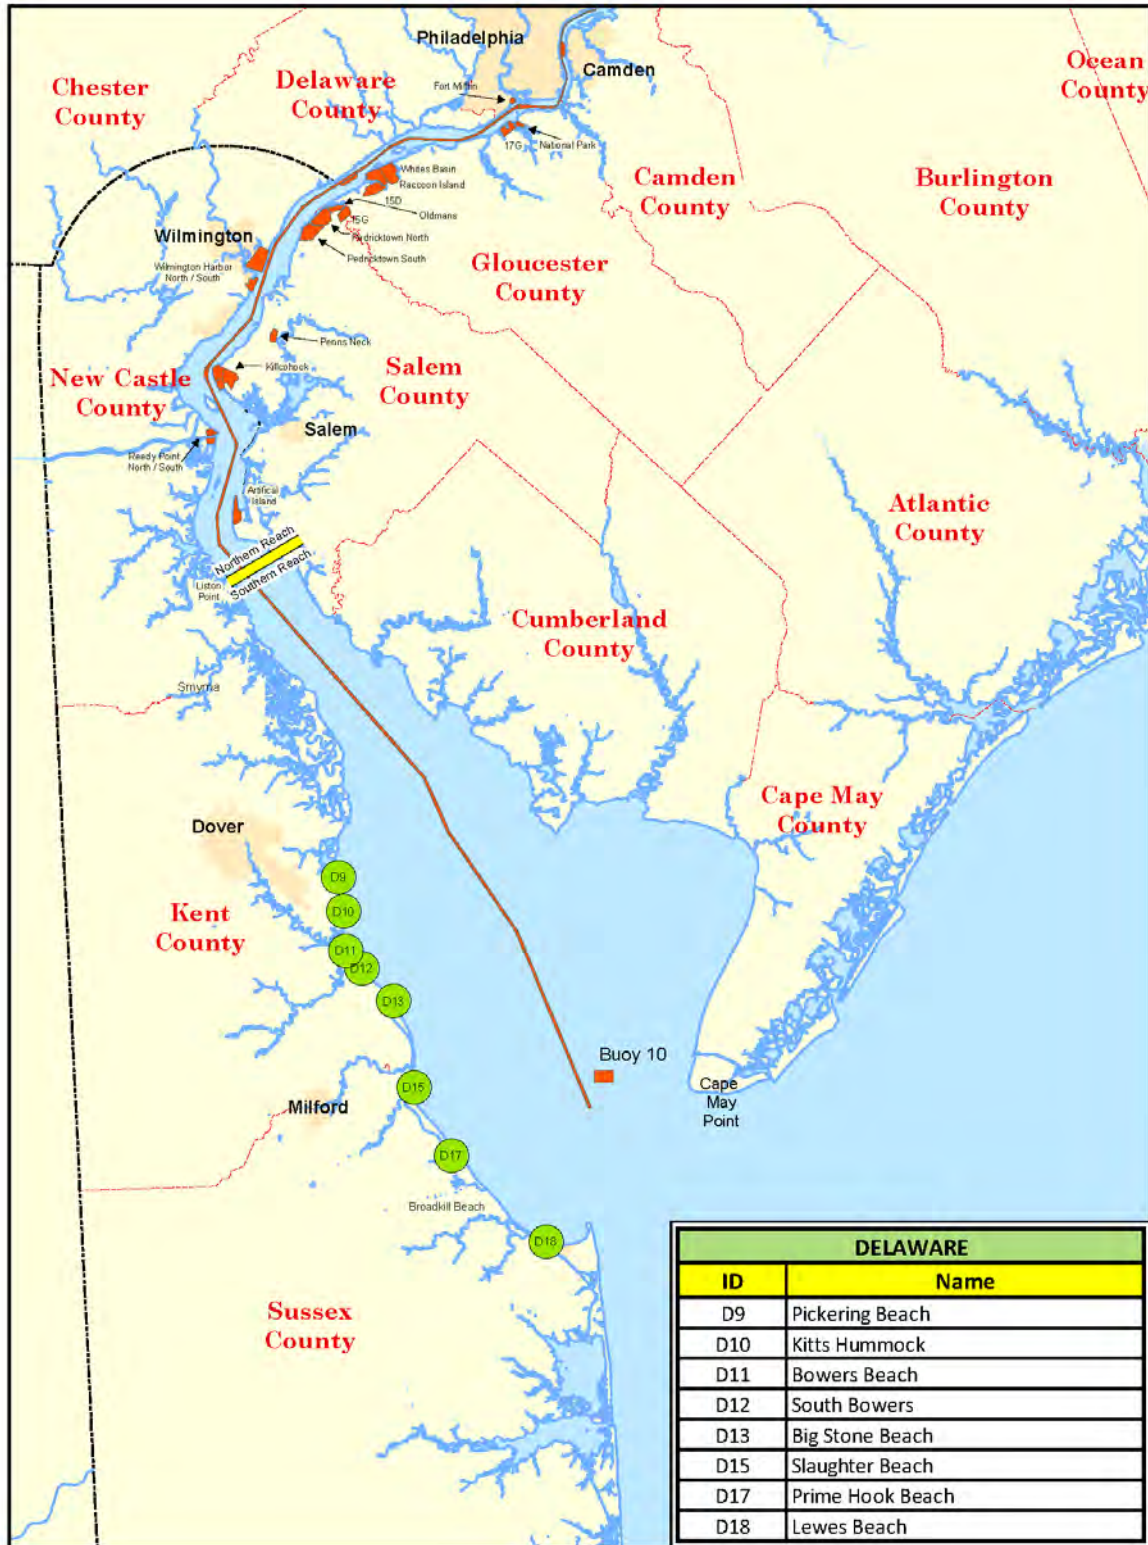 Philadelphia
Camden
Ocean
County
Chester
County
Delaware
County
Fort Mifflin
17G
National Park
Whites Basin
Raccoon Island
15D
Oldmans
15G
Pedricktown North
Pedricktown South
Camden
County
Burlington
County
Wilmington
Wilmington Harbor
North / South
Gloucester
County
Penns Neck
Killcohook
New Castle
County
Salem
County
Salem
Reedy Point
North / South
Artifical
Island
Atlantic
County
Northern Reach
Southern Reach
Liston
Point
Cumberland
County
Smyrna
Cape May
County
Dover
D9
Kent
County
D10
D11
D12
D13
Buoy 10
Cape
May
Point
D15
Milford
D17
Broadkill Beach
D18
Sussex
County
DELAWARE
ID Name
D9 Pickering Beach
D10 Kitts Hummock
D11 Bowers Beach
D12 South Bowers
D13 Big Stone Beach
D15 Slaughter Beach
D17 Prime Hook Beach
D18 Lewes Beach